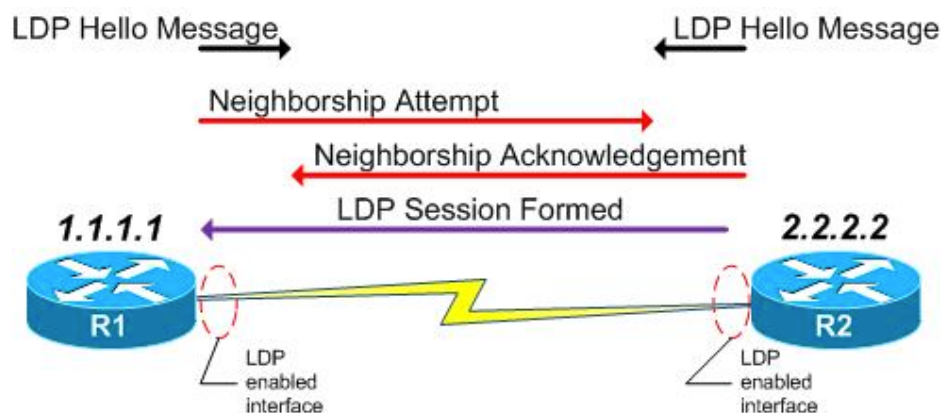 LDP Hello Message
LDP Hello Message
Neighborship Attempt
Neighborship Acknowledgement
LDP Session Formed
1.1.1.1
2.2.2.2
R1
R2
LDP
enabled
interface
LDP
enabled
interface